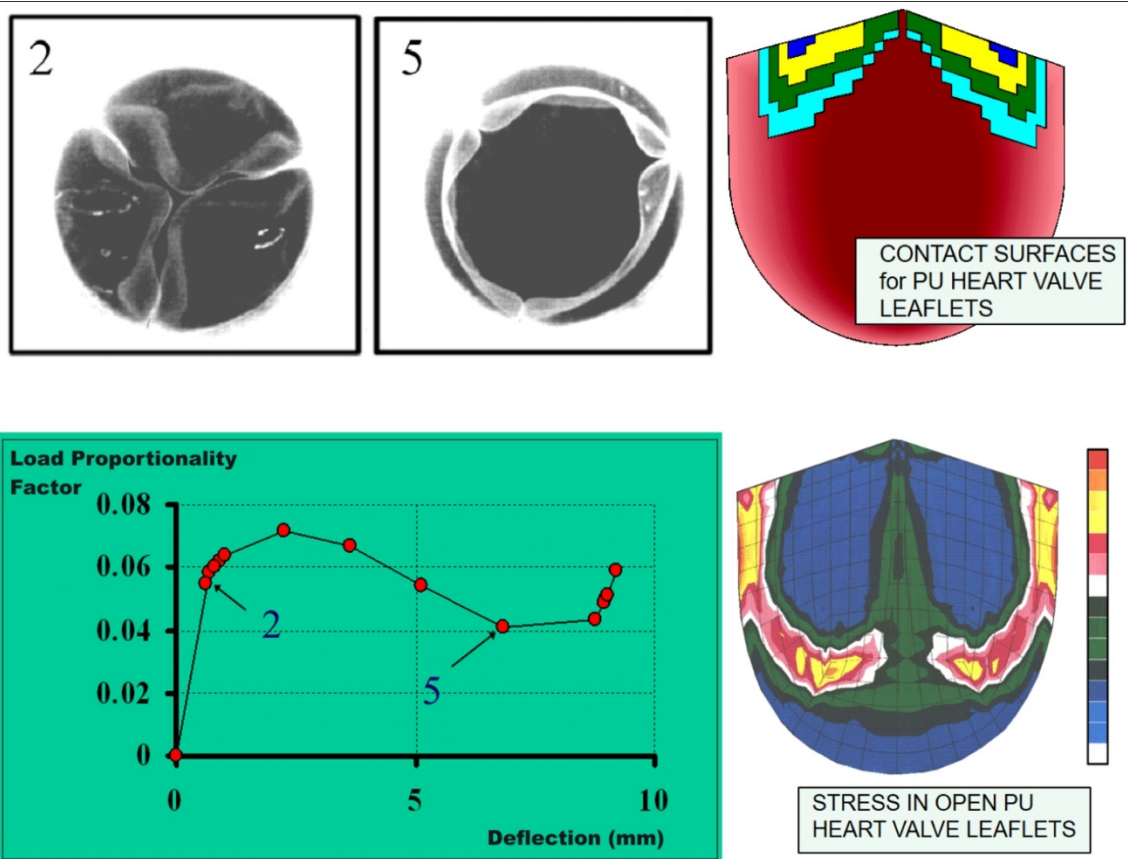 2
5
CONTACT SURFACES
for PU HEART VALVE
LEAFLETS
Load Proportionality
Factor
0.08
0.06
0.04
0.02
0
2
5
0
5
10
Deflection (mm)
STRESS IN OPEN PU
HEART VALVE LEAFLETS